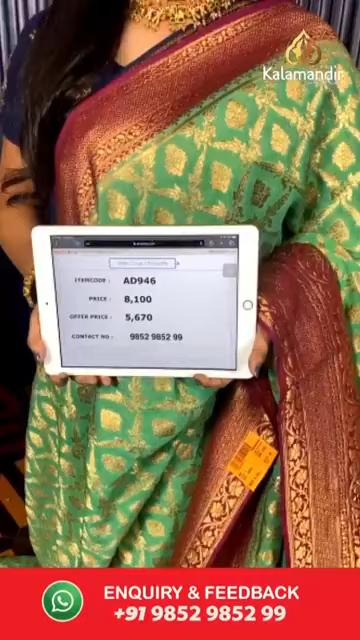 Kalamandir
ITEMCODE : AD946
PRICE : 8,100
OFFER PRICE : 5,670
CONTACT NO : 9852 9852 99
ENQUIRY & FEEDBACK
+91 9852 9852 99